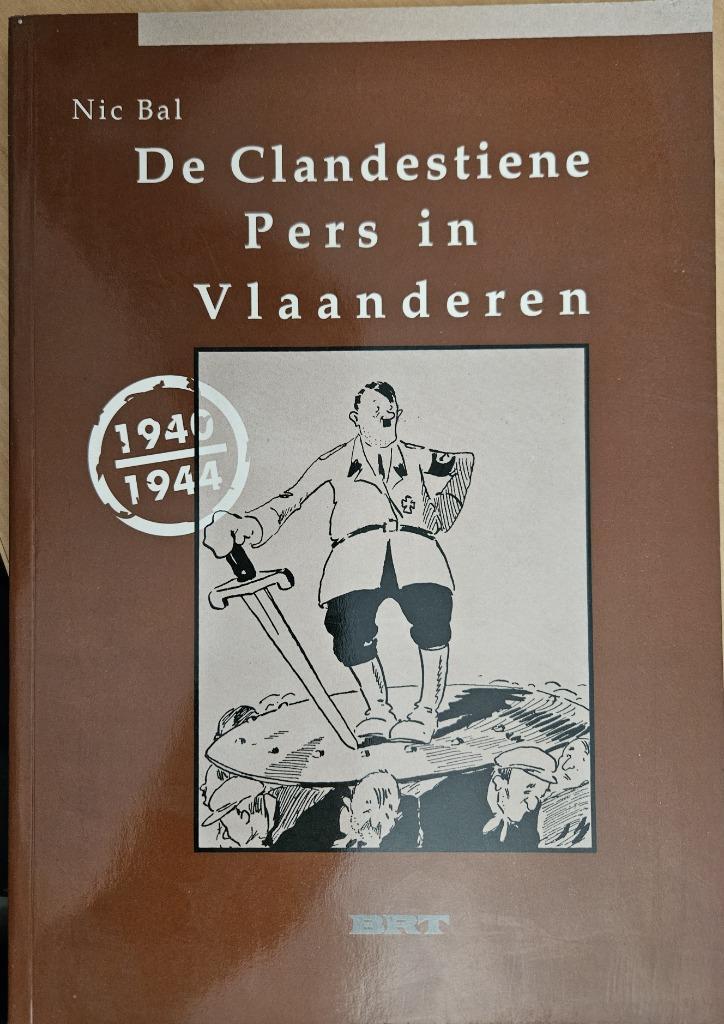 Nic Bal
De Clandestiene
Pers in
Vlaanderen
1940
1944
BRT